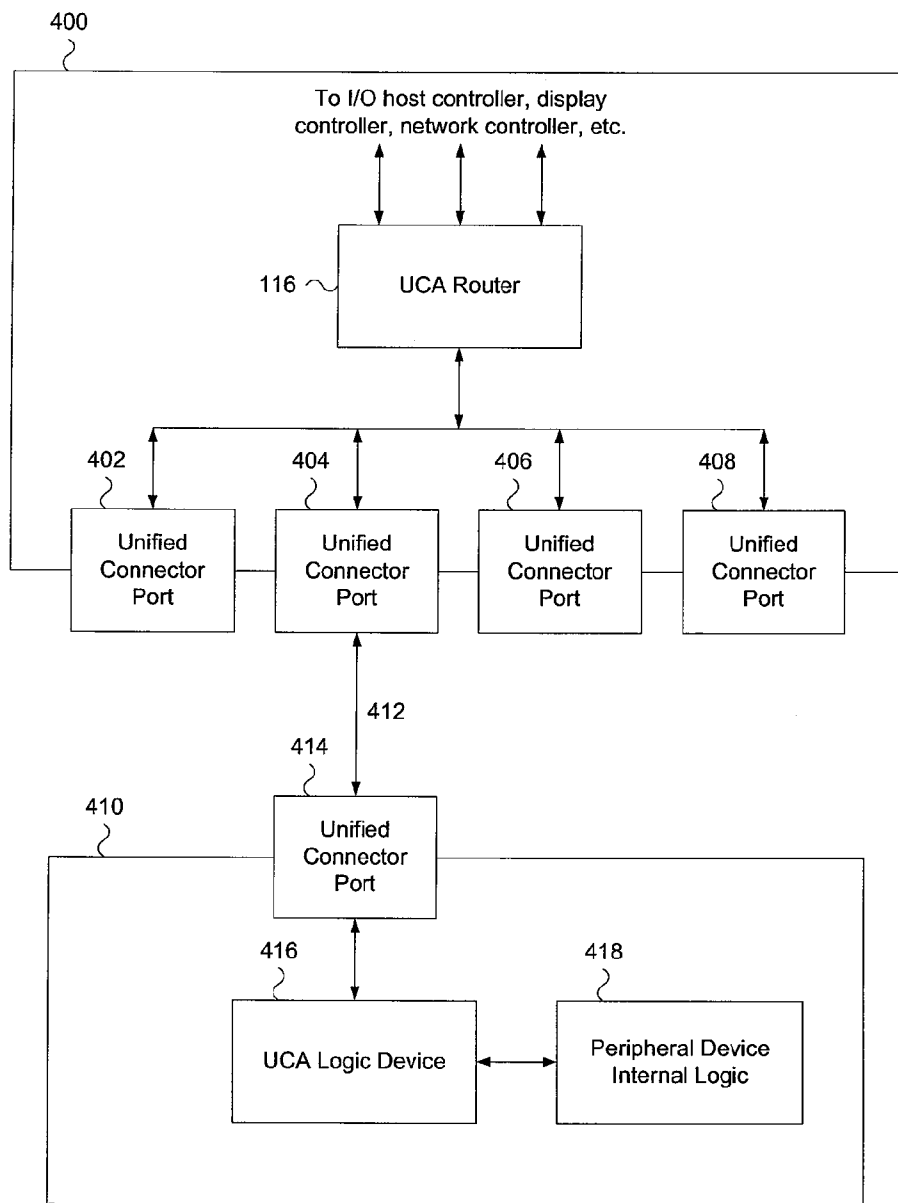 400
To I/O host controller, display
controller, network controller, etc.
116
UCA Router
402
404
406
408
Unified
Connector
Port
Unified
Connector
Port
Unified
Connector
Port
Unified
Connector
Port
412
414
410
Unified
Connector
Port
416
418
UCA Logic Device
Peripheral Device
Internal Logic